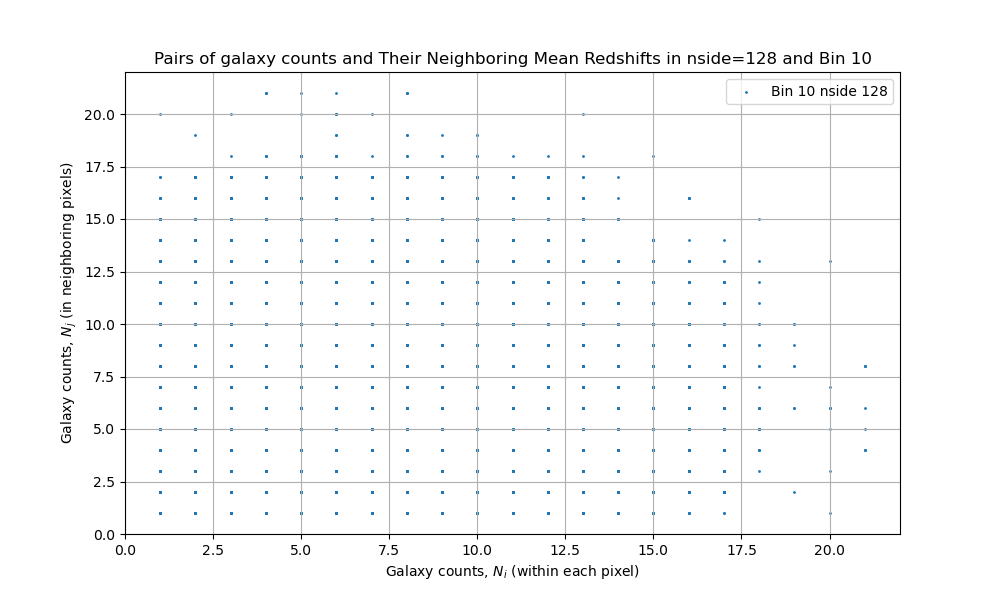 Pairs of galaxy counts and Their Neighboring Mean Redshifts in nside=128 and Bin 10
Bin 10 nside 128
20.0
17.5
15.0
12.5
10.0
7.5
5.0
2.5
0.0
Galaxy counts, N_j (in neighboring pixels)
0.0 2.5 5.0 7.5 10.0 12.5 15.0 17.5 20.0
Galaxy counts, N_i (within each pixel)